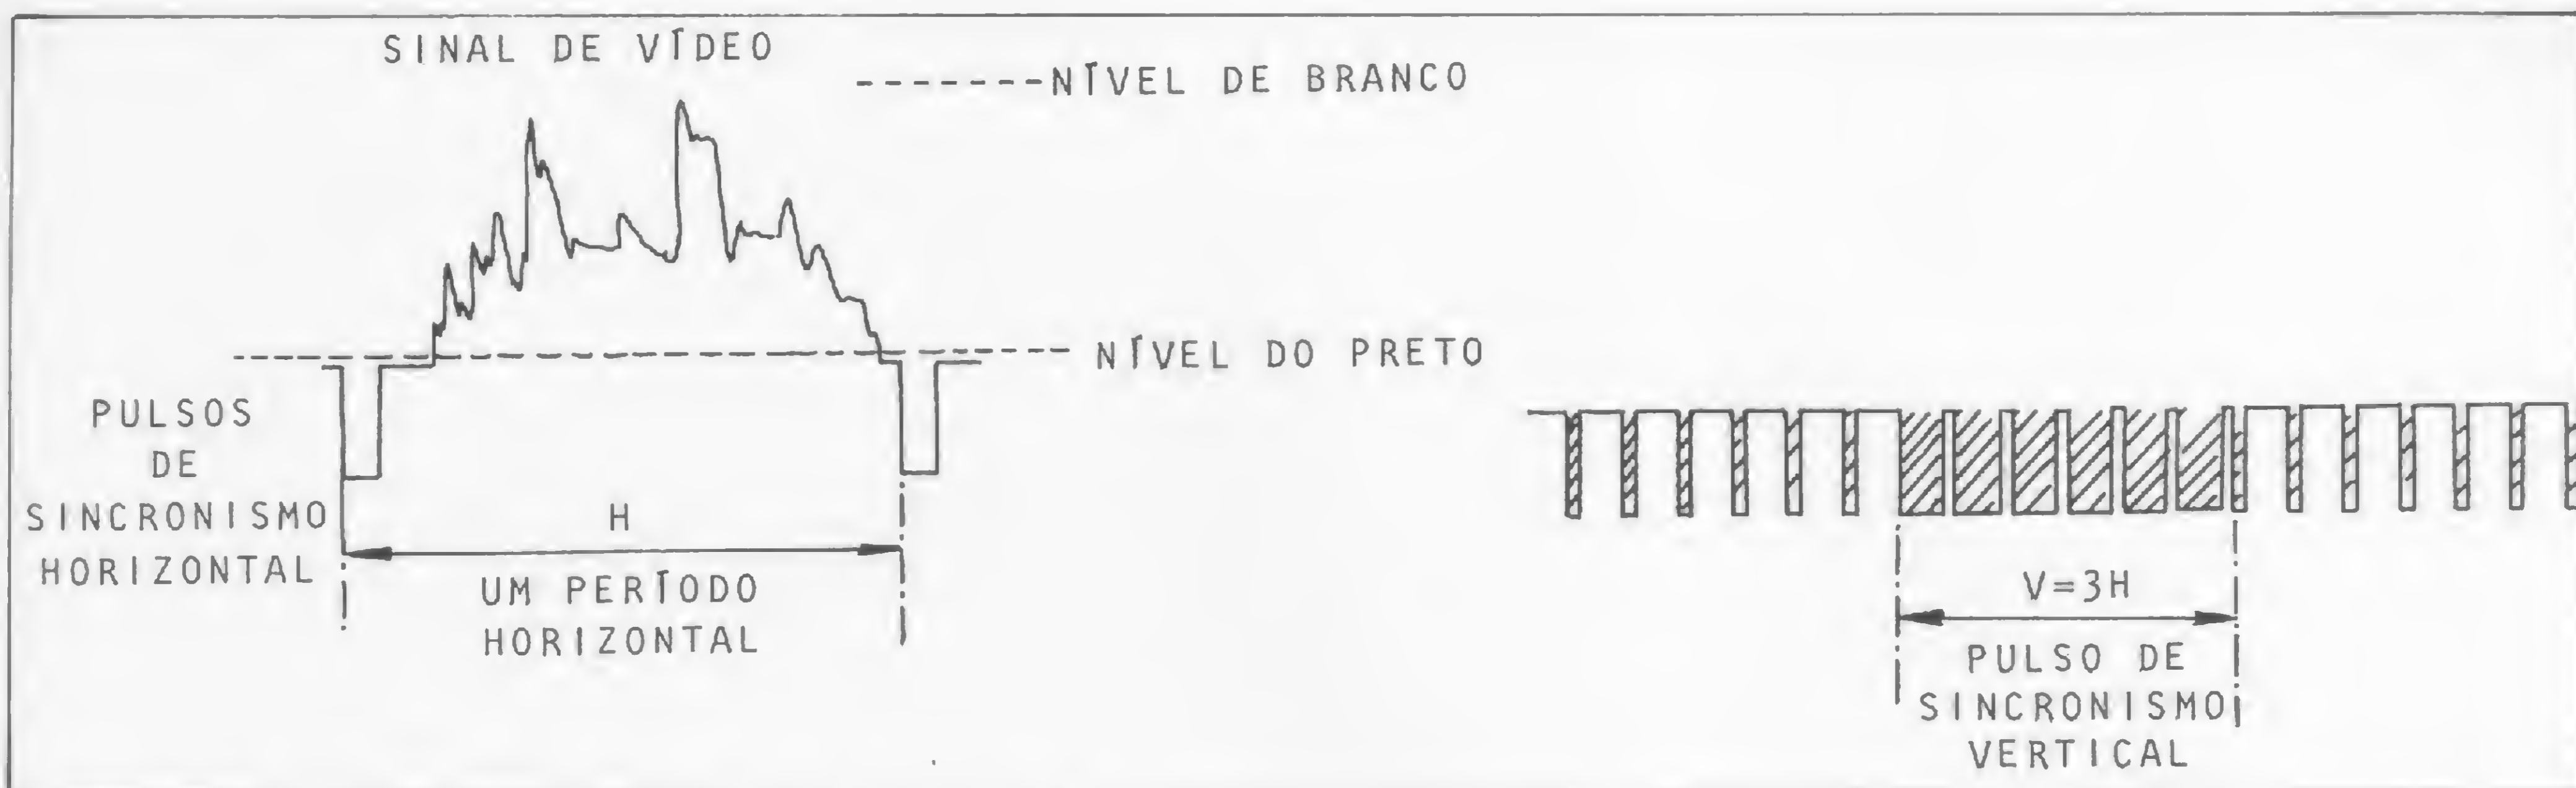 SINAL DE VÍDEO
NÍVEL DE BRANCO
NÍVEL DO PRETO
PULSOS
DE
SINCRONISMO
HORIZONTAL
H
UM PERÍODO
HORIZONTAL
V=3H
PULSO DE
SINCRONISMO
VERTICAL